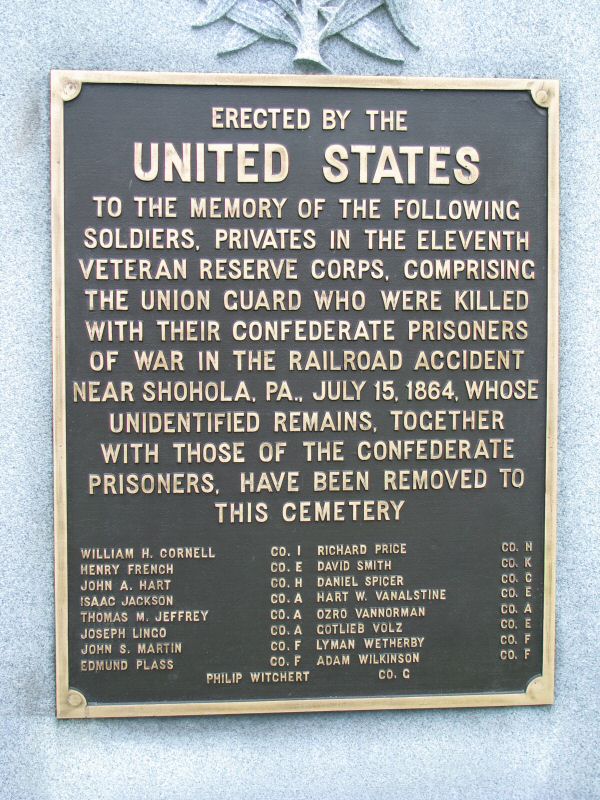 ERECTED BY THE
UNITED STATES
TO THE MEMORY OF THE FOLLOWING
SOLDIERS, PRIVATES IN THE ELEVENTH
VETERAN RESERVE CORPS, COMPRISING
THE UNION GUARD WHO WERE KILLED
WITH THEIR CONFEDERATE PRISONERS
OF WAR IN THE RAILROAD ACCIDENT
NEAR SHOHOLA, PA., JULY 15, 1864, WHOSE
UNIDENTIFIED REMAINS, TOGETHER
WITH THOSE OF THE CONFEDERATE
PRISONERS, HAVE BEEN REMOVED TO
THIS CEMETERY
WILLIAM H. CORNELL CO. I RICHARD PRICE CO. H
HENRY FRENCH CO. E DAVID SMITH CO. K
JOHN A. HART CO. H DANIEL SPICER CO. C
ISAAC JACKSON CO. A HART W. VANALSTINE CO. E
THOMAS M. JEFFREY CO. A OZRO VANNORMAN CO. A
JOSEPH LINGO CO. A GOTLIEB VOLZ CO. E
JOHN S. MARTIN CO. F LYMAN WETHERBY CO. F
EDMUND PLASS CO. F ADAM WILKINSON CO. F
PHILIP WITCHERT CO. G